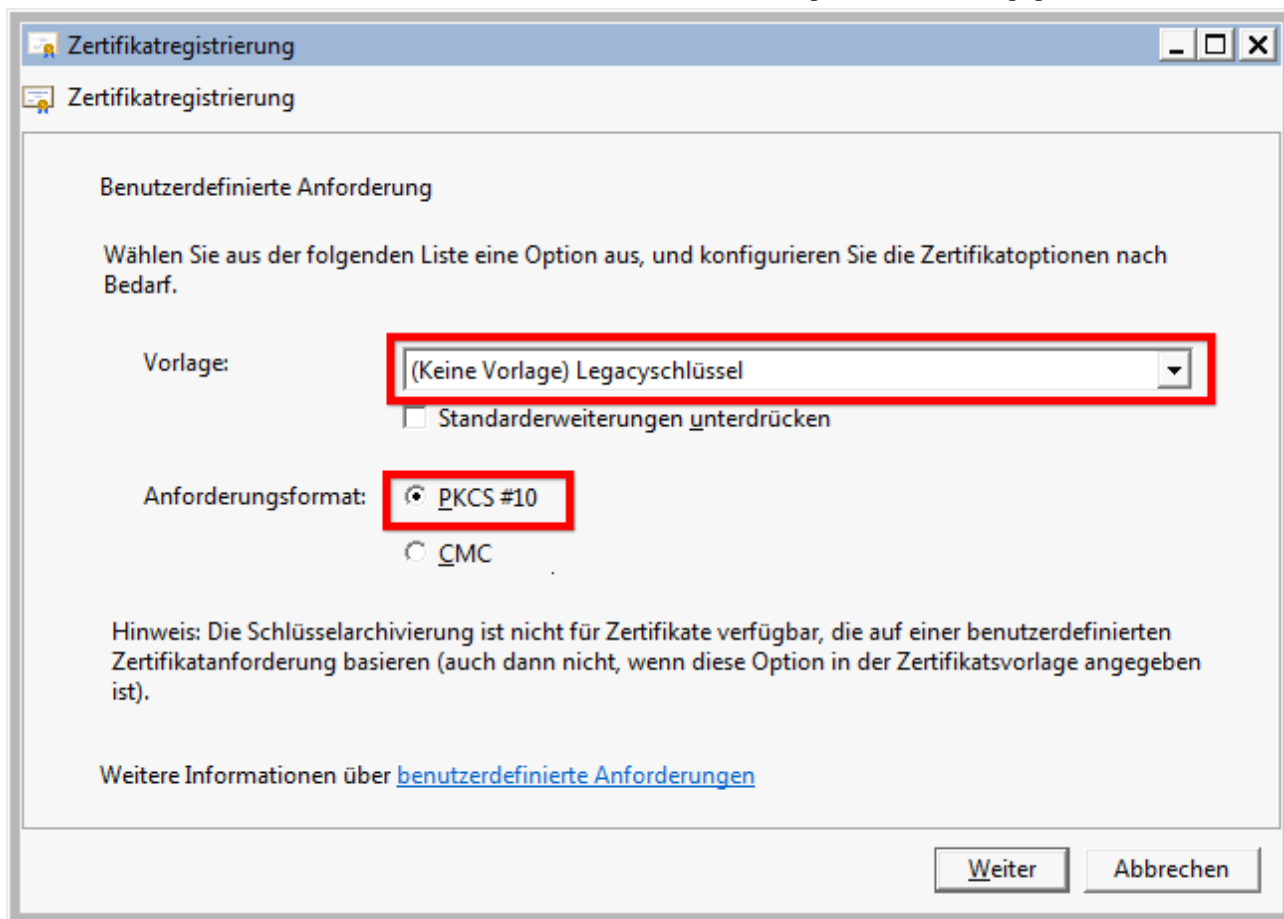 Zertifikatregistrierung
Zertifikatregistrierung
Benutzerdefinierte Anforderung
Wählen Sie aus der folgenden Liste eine Option aus, und konfigurieren Sie die Zertifikatoptionen nach
Bedarf.
Vorlage:
(Keine Vorlage) Legacyschlüssel
Standarderweiterungen unterdrücken
Anforderungsformat:
PKCS #10
CMC
Hinweis: Die Schlüsselarchivierung ist nicht für Zertifikate verfügbar, die auf einer benutzerdefinierten
Zertifikatanforderung basieren (auch dann nicht, wenn diese Option in der Zertifikatsvorlage angegeben
ist).
Weitere Informationen über benutzerdefinierte Anforderungen
Weiter
Abbrechen